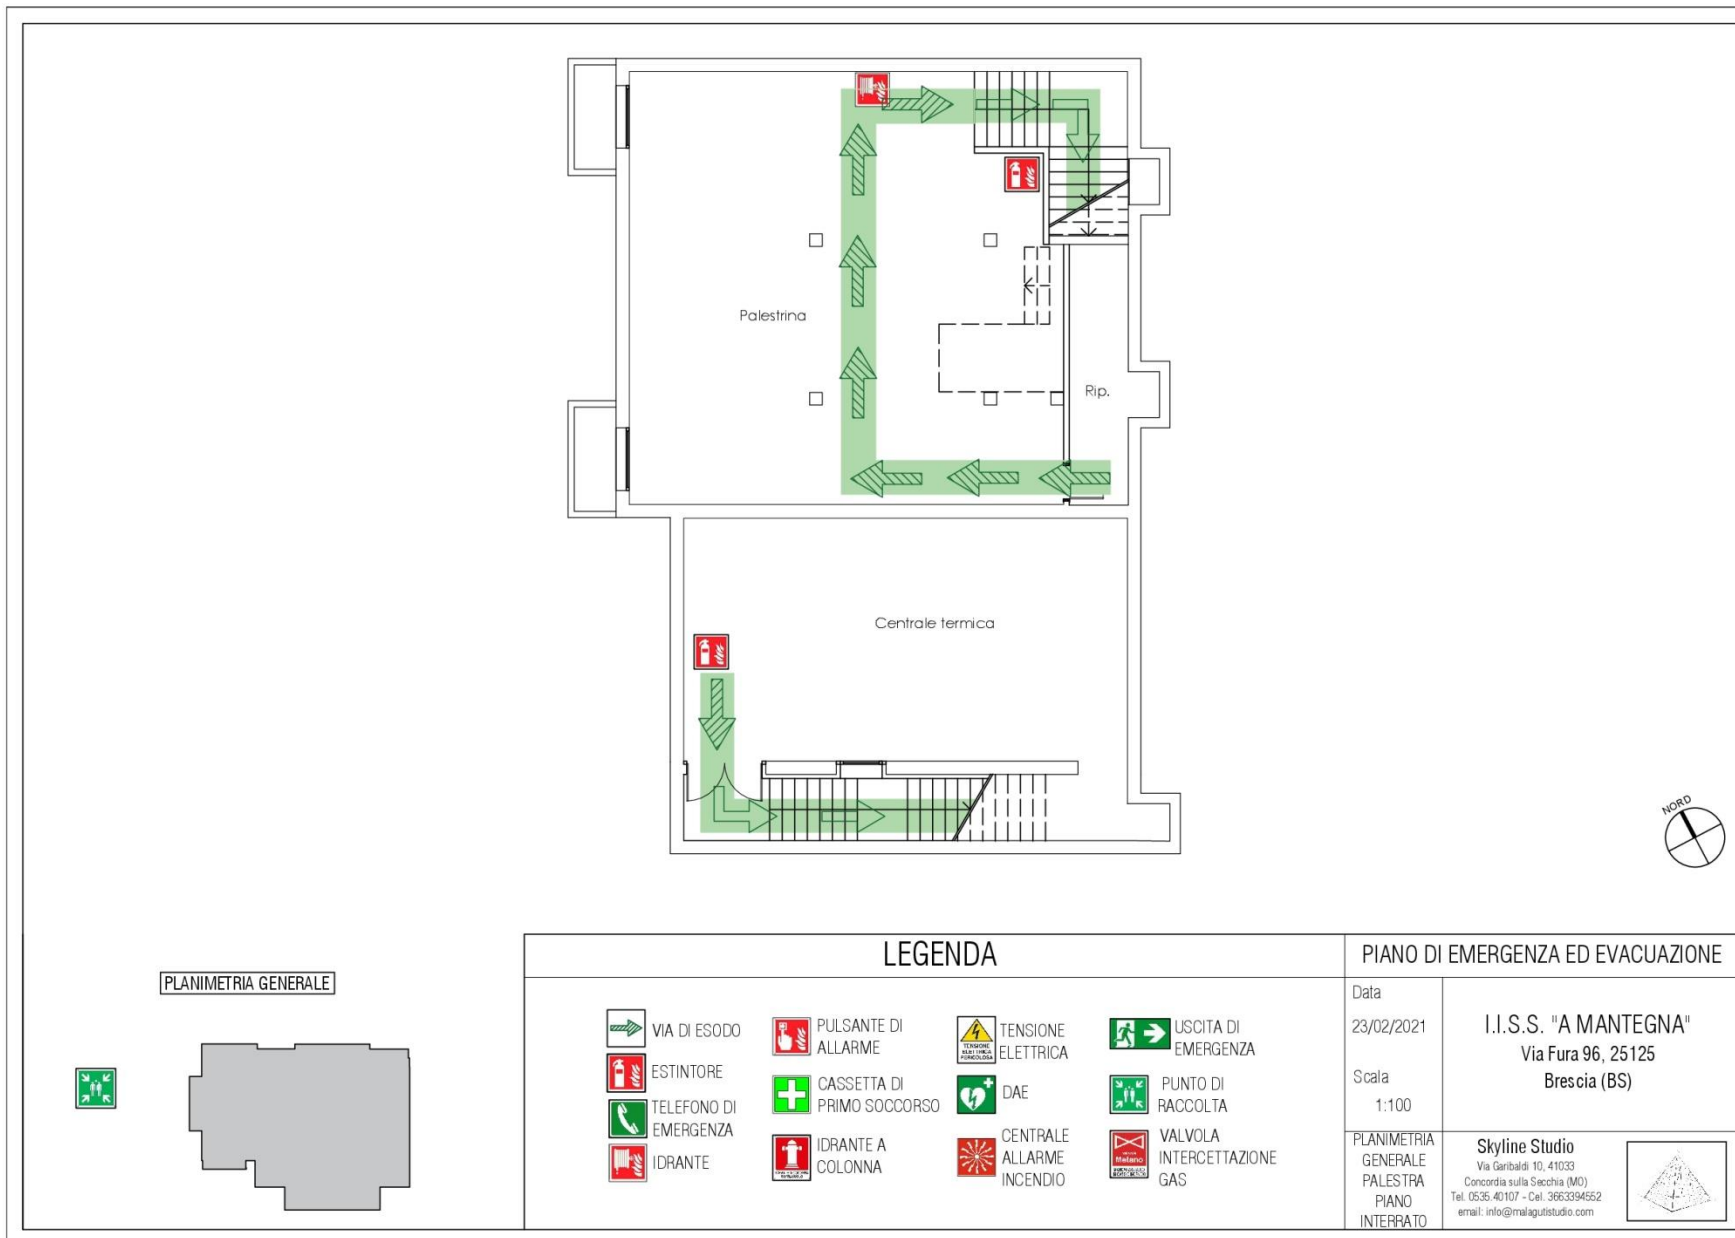 Palestrina
Rip.
Centrale termica
NORD
PLANIMETRIA GENERALE
LEGENDA
VIA DI ESODO
ESTINTORE
TELEFONO DI
EMERGENZA
IDRANTE
PULSANTE DI
ALLARME
CASSETTA DI
PRIMO SOCCORSO
IDRANTE A
COLONNA
TENSIONE
ELETTRICA
PERICOLOSA
TENSIONE
ELETTRICA
DAE
CENTRALE
ALLARME
INCENDIO
USCITA DI
EMERGENZA
PUNTO DI
RACCOLTA
Metano
VALVOLA
INTERCETTAZIONE
GAS
PIANO DI EMERGENZA ED EVACUAZIONE
Data
23/02/2021
Scala
1:100
I.I.S.S. "A MANTEGNA"
Via Fura 96, 25125
Brescia (BS)
PLANIMETRIA
GENERALE
PALESTRA
PIANO
INTERRATO
Skyline Studio
Via Garibaldi 10, 41033
Concordia sulla Secchia (MO)
Tel. 0535.40107 - Cel. 3663394552
email: info@malagutistudio.com